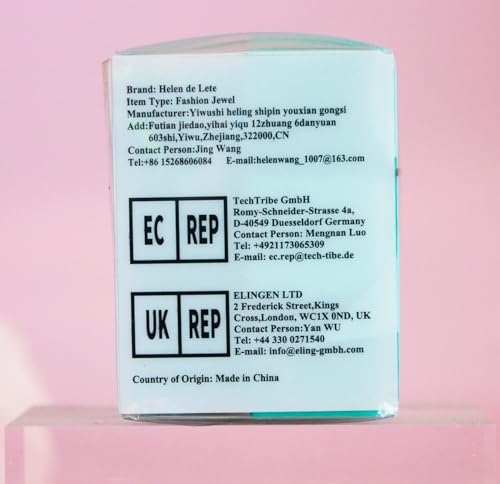 Brand: Helen de Lete
Item Type: Fashion Jewel
Manufacturer:Yiwushi heling shipin youxian gongsi
Add:Futian jiedao,yihai yiqu 12zhuang 6danyuan
603shi,Yiwu,Zhejiang,322000,CN
Contact Person:Jing Wang
Tel:+86 15268606084 E-mail:helenwang_1007@163.com
EC REP
TechTribe GmbH
Romy-Schneider-Strasse 4a,
D-40549 Duesseldorf Germany
Contact Person: Mengnan Luo
Tel: +4921173065309
E-mail: ec.rep@tech-tibe.de
UK REP
ELINGEN LTD
2 Frederick Street,Kings
Cross,London, WC1X 0ND, UK
Contact Person:Yan WU
Tel: +44 330 0271540
E-mail: info@eling-gmbh.com
Country of Origin: Made in China